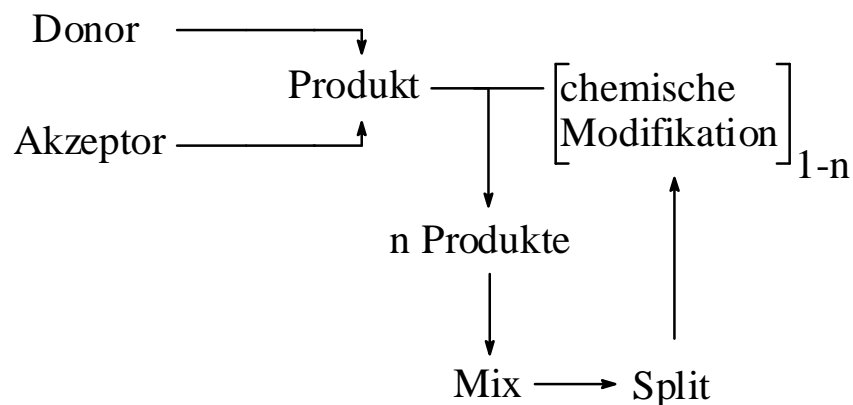 Donor
Produkt
Akzeptor
chemische
Modifikation
1-n
n Produkte
Mix
Split